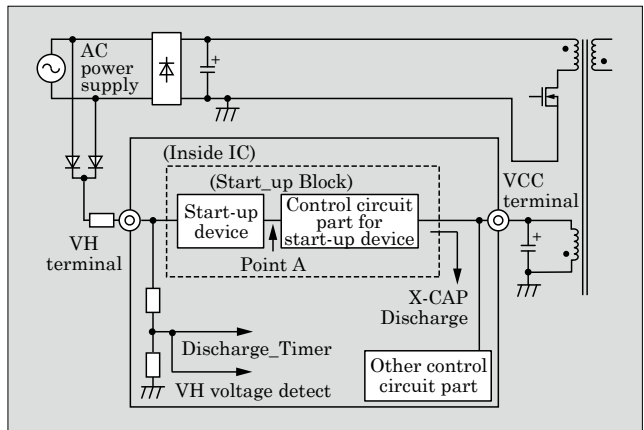 AC
power
supply
(Inside IC)
(Start_up Block)
Start-up
device
Control circuit
part for
start-up device
Point A
VCC
terminal
VH
terminal
X-CAP
Discharge
Discharge_Timer
VH voltage detect
Other control
circuit part